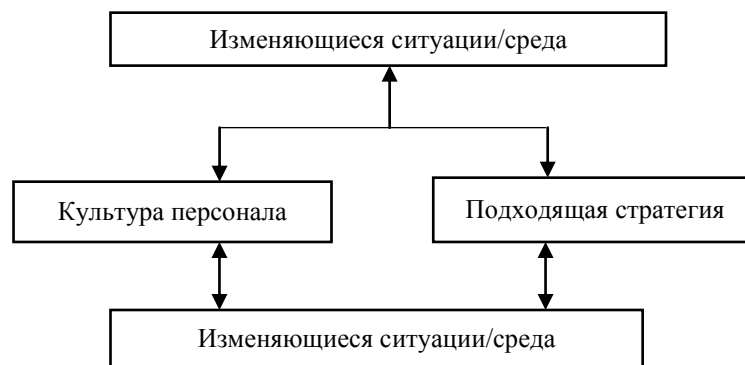 Изменяющиеся ситуации/среда
Культура персонала
Подходящая стратегия
Изменяющиеся ситуации/среда